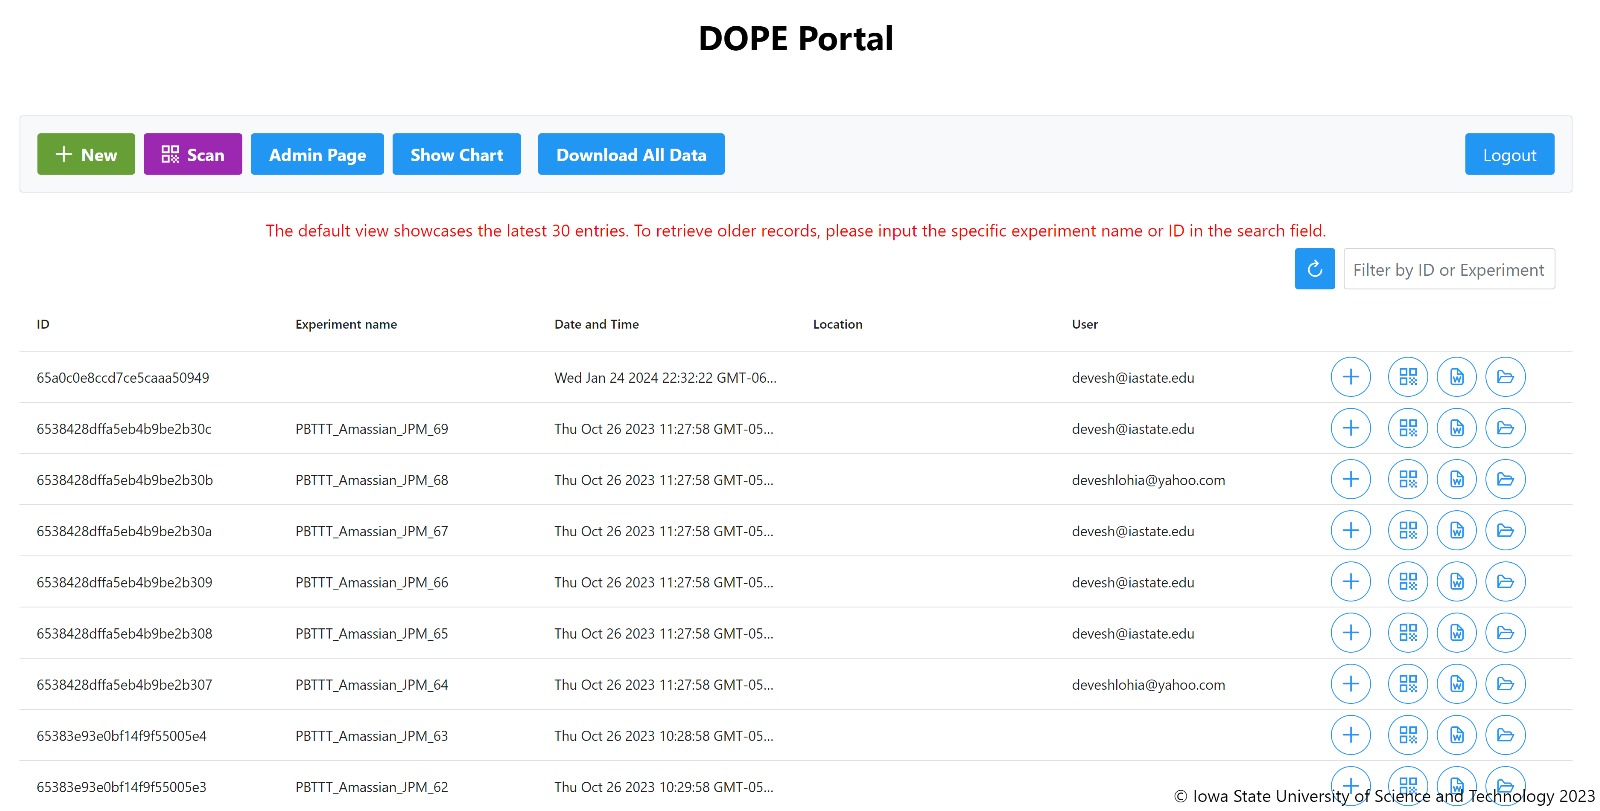 DOPE Portal
New Scan Admin Page Show Chart Download All Data Logout
The default view showcases the latest 30 entries. To retrieve older records, please input the specific experiment name or ID in the search field.
Filter by ID or Experiment
ID Experiment name Date and Time Location User
65a0c0e8ccd7ce5caaa50949 Wed Jan 24 2024 22:32:22 GMT-06... devesh@iastate.edu
6538428dffa5eb4b9be2b30c PBTTT_Amassian_JPM_69 Thu Oct 26 2023 11:27:58 GMT-05... devesh@iastate.edu
6538428dffa5eb4b9be2b30b PBTTT_Amassian_JPM_68 Thu Oct 26 2023 11:27:58 GMT-05... deveshlohia@yahoo.com
6538428dffa5eb4b9be2b30a PBTTT_Amassian_JPM_67 Thu Oct 26 2023 11:27:58 GMT-05... devesh@iastate.edu
6538428dffa5eb4b9be2b309 PBTTT_Amassian_JPM_66 Thu Oct 26 2023 11:27:58 GMT-05... devesh@iastate.edu
6538428dffa5eb4b9be2b308 PBTTT_Amassian_JPM_65 Thu Oct 26 2023 11:27:58 GMT-05... devesh@iastate.edu
6538428dffa5eb4b9be2b307 PBTTT_Amassian_JPM_64 Thu Oct 26 2023 11:27:58 GMT-05... deveshlohia@yahoo.com
65383e93e0bf14f9f55005e4 PBTTT_Amassian_JPM_63 Thu Oct 26 2023 10:28:58 GMT-05...
65383e93e0bf14f9f55005e3 PBTTT_Amassian_JPM_62 Thu Oct 26 2023 10:29:58 GMT-05...
© Iowa State University of Science and Technology 2023